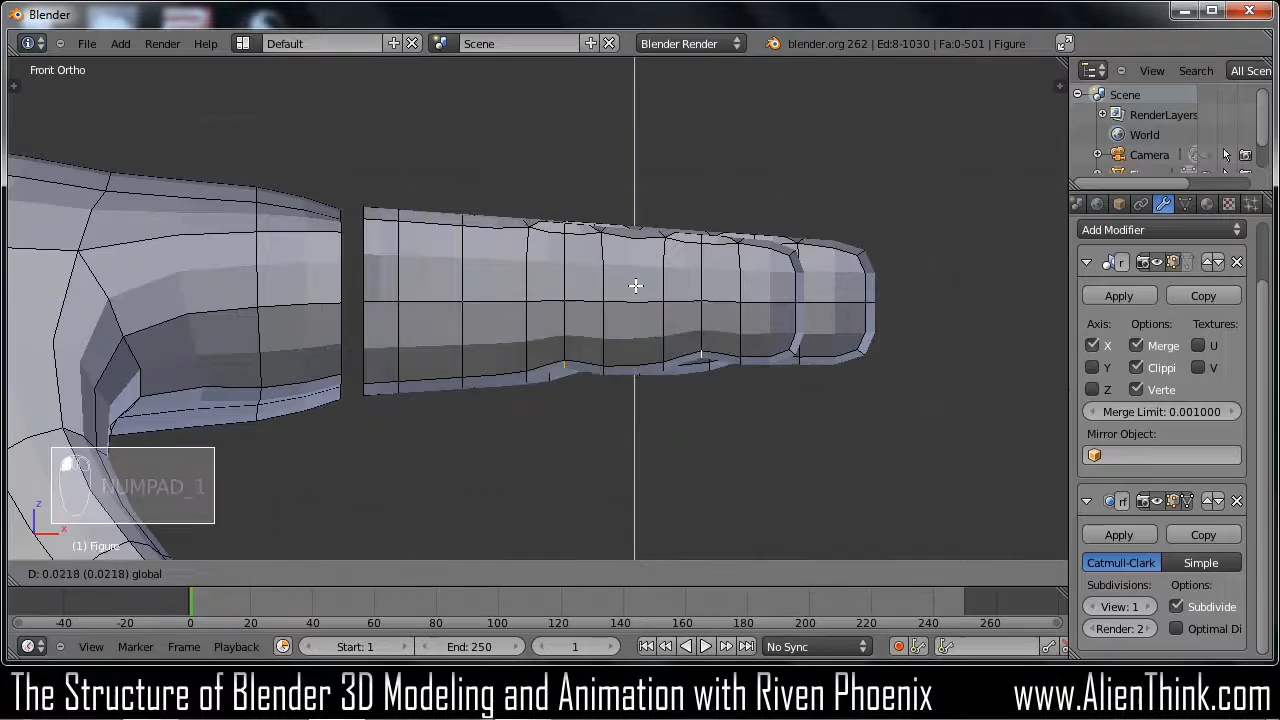 Blender
File Add Render Help Default Scene Blender Render blender.org 262 | Ed:8-1030 | Fa:0-501 | Figure
Front Ortho
View Search All Scen
Scene
RenderLayers
World
Camera
Add Modifier
r
Apply Copy
Axis: Options: Textures:
X Merge U
Y Clippi V
Z Verte
Merge Limit: 0.001000
Mirror Object:
rf
Apply Copy
Catmull-Clark Simple
Subdivisions: Options:
View: 1 Subdivide
Render: 2 Optimal Di
NUMPAD_1
z
x
(1) Figure
D: 0.0218 (0.0218) global
-40 -20 0 20 40 60 80 100 120 140 160 180 200 220 240 260
View Marker Frame Playback Start: 1 End: 250 1 No Sync
The Structure of Blender 3D Modeling and Animation with Riven Phoenix www.AlienThink.com